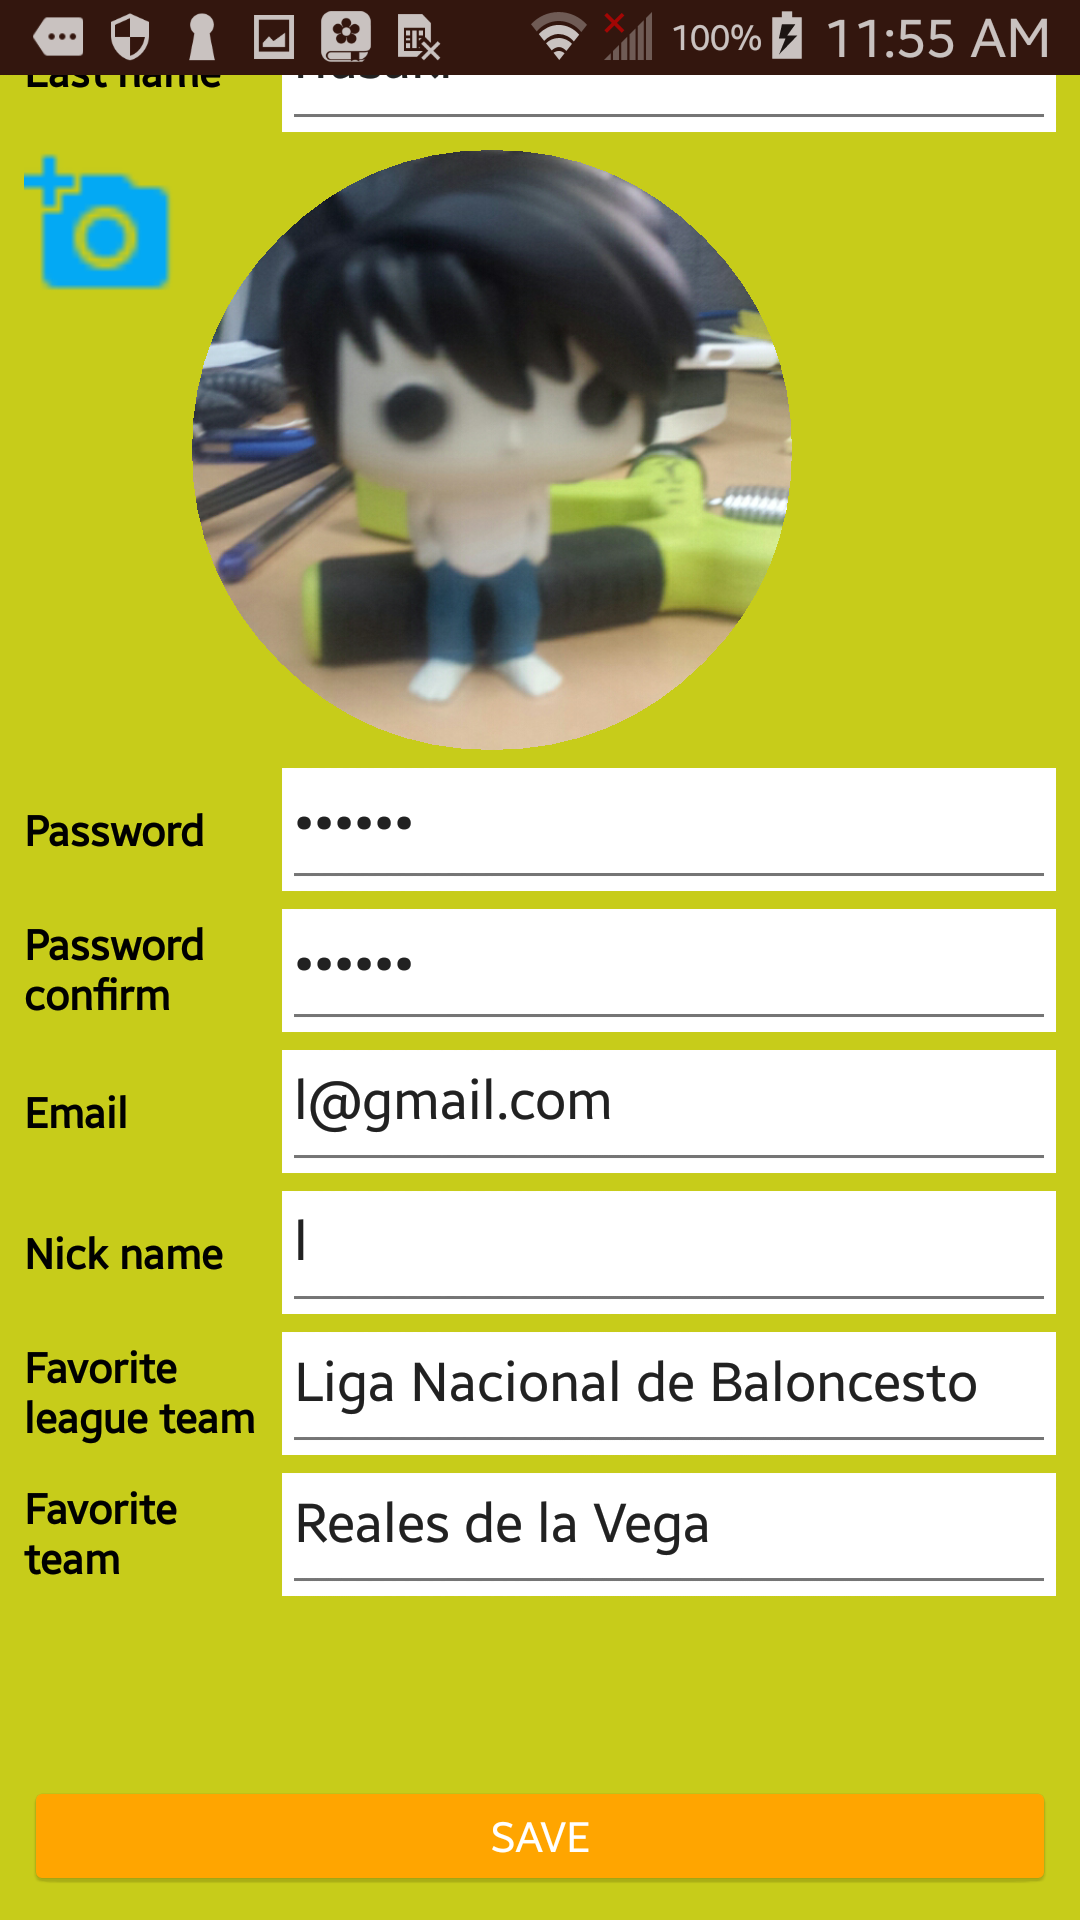 100% 11:55 AM
Last name
Password
••••••
Password
confirm
••••••
Email
l@gmail.com
Nick name
l
Favorite
league team
Liga Nacional de Baloncesto
Favorite
team
Reales de la Vega
SAVE